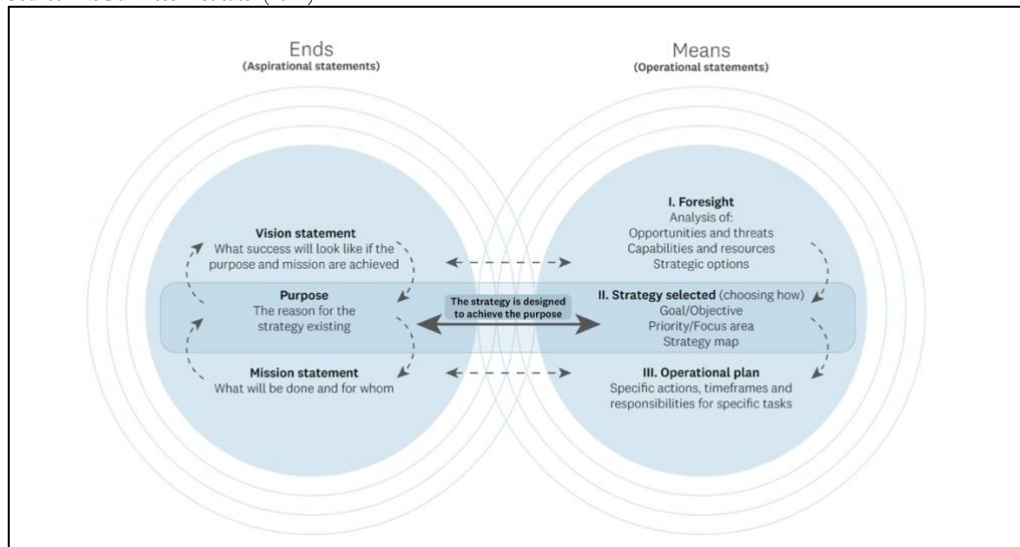 Ends
(Aspirational statements)
Means
(Operational statements)
Vision statement
What success will look like if the
purpose and mission are achieved
Purpose
The reason for the
strategy existing
Mission statement
What will be done and for whom
The strategy is designed
to achieve the purpose
I. Foresight
Analysis of:
Opportunities and threats
Capabilities and resources
Strategic options
II. Strategy selected (choosing how)
Goal/Objective
Priority/Focus area
Strategy map
III. Operational plan
Specific actions, timeframes and
responsibilities for specific tasks